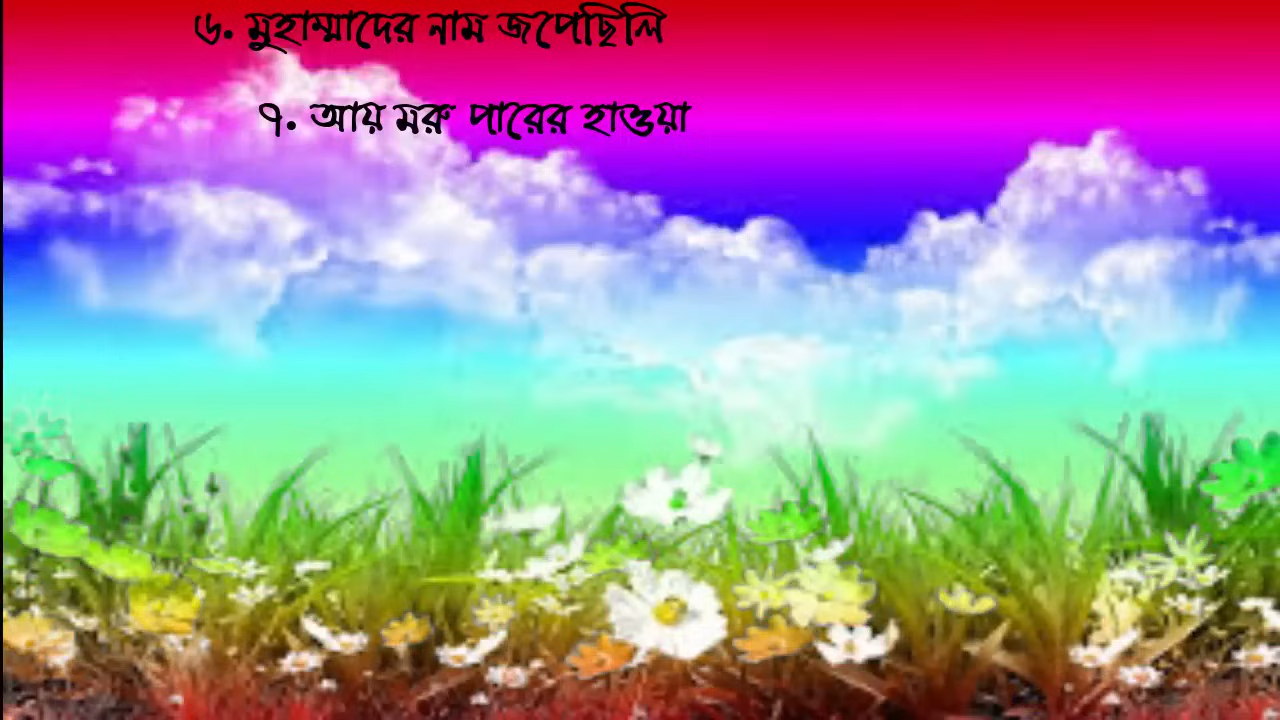 ৬. মুহাম্মাদের নাম জপেছিলি
৭. আয় মরু পারের হাওয়া